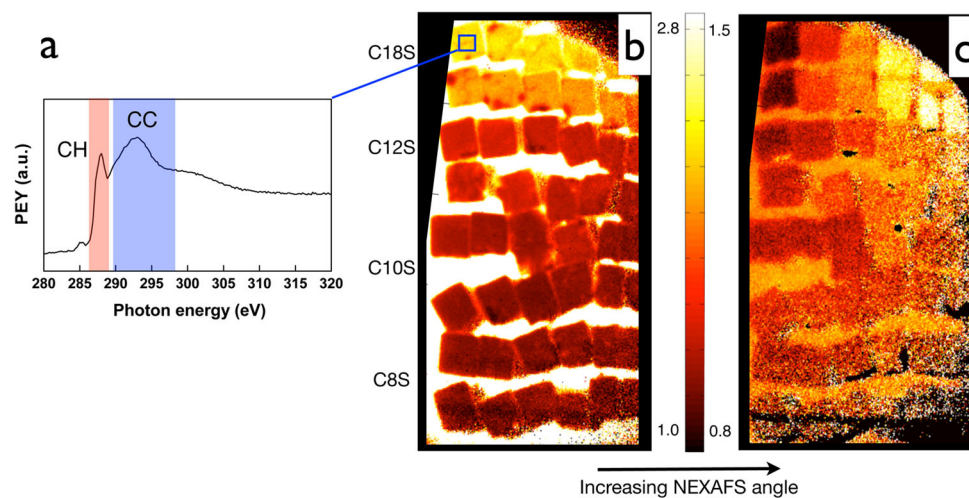 a
CH
CC
PEY (a.u.)
280 285 290 295 300 305 310 315 320
Photon energy (eV)
C18S
C12S
C10S
C8S
b
2.8
1.5
1.0
0.8
c
Increasing NEXAFS angle